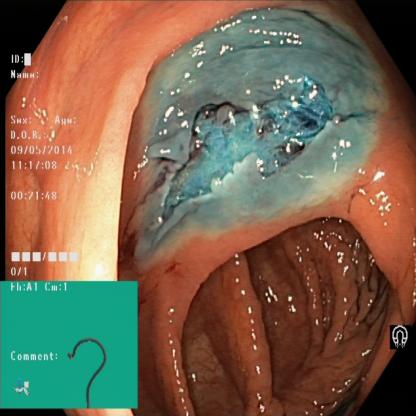 ID:
Name:
Sex: Age:
D.O.B.:
09/05/2014
11:17:08
00:21:48
0/1
Eh:A1 Cm:1
Comment: